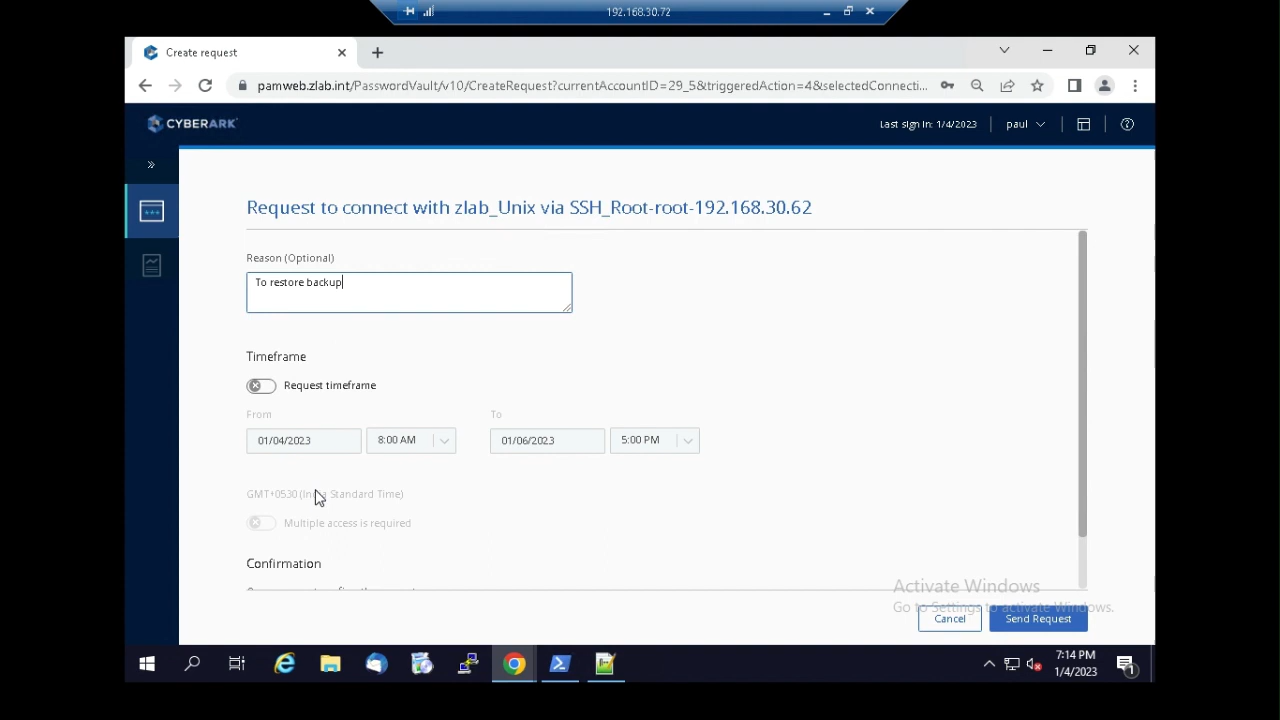 192.168.30.72
Create request
pamweb.zlab.int/PasswordVault/v10/CreateRequest?currentAccountID=29_5&triggeredAction=4&selectedConnecti...
CYBERARK
Last sign in: 1/4/2023
paul
Request to connect with zlab_Unix via SSH_Root-root-192.168.30.62
Reason (Optional)
To restore backup
Timeframe
Request timeframe
From
To
01/04/2023
8:00 AM
01/06/2023
5:00 PM
GMT+0530 (India Standard Time)
Multiple access is required
Confirmation
Activate Windows
Go to Settings to activate Windows.
Cancel
Send Request
7:14 PM
1/4/2023
1